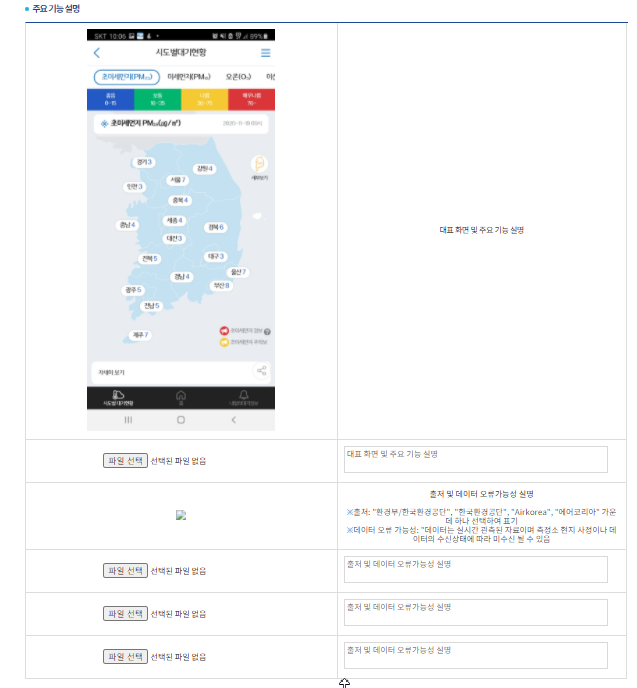 주요 기능 설명
SKT 10:06
89%
시도별대기현황
초미세먼지(PM₂.₅) 미세먼지(PM₁₀) 오존(O₃)
좋음 보통 나쁨 매우나쁨
0~15 16~35 36~75 76~
초미세먼지 PM₂.₅(㎍/㎥)
경기 3
강원 4
서울 7
인천 3
충북 4
세종 4
충남 4
경북 6
대전 3
전북 5
대구 3
울산 7
경남 4
부산 8
광주 5
전남 5
제주 7
자세히 보기
시도별 대기현황 홈
대표 화면 및 주요 기능 설명
파일 선택 선택된 파일 없음
대표 화면 및 주요 기능 설명
출처 및 데이터 오류가능성 설명
※출처: "환경부/한국환경공단", "한국환경공단", "Airkorea", "에어코리아" 가운
데 하나 선택하여 표기
※데이터 오류 가능성: "데이터는 실시간 관측된 자료이며 측정소 현지 사정이나 데
이터의 수신상태에 따라 미수신 될 수 있음
파일 선택 선택된 파일 없음
출처 및 데이터 오류가능성 설명
파일 선택 선택된 파일 없음
출처 및 데이터 오류가능성 설명
파일 선택 선택된 파일 없음
출처 및 데이터 오류가능성 설명